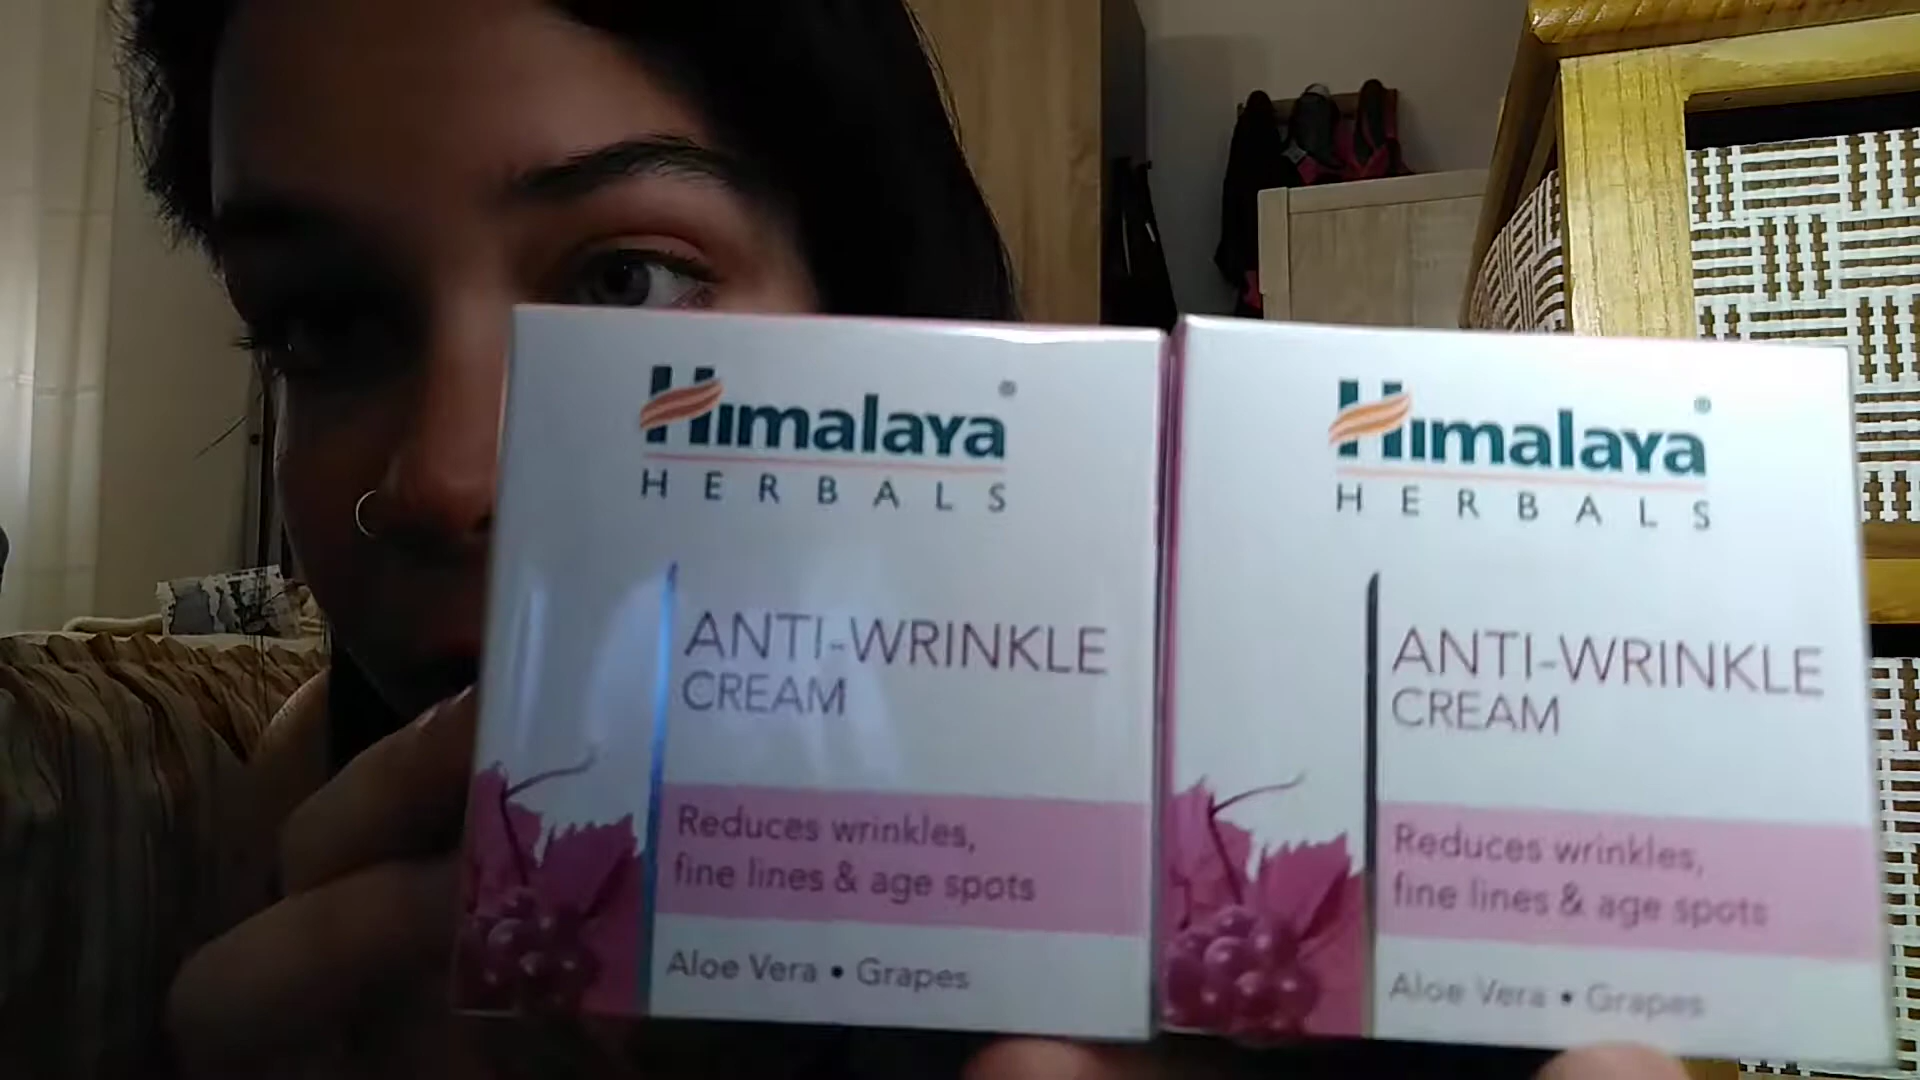 Himalaya®
HERBALS
ANTI-WRINKLE
CREAM
Reduces wrinkles,
fine lines & age spots
Aloe Vera • Grapes
Himalaya®
HERBALS
ANTI-WRINKLE
CREAM
Reduces wrinkles,
fine lines & age spots
Aloe Vera • Grapes